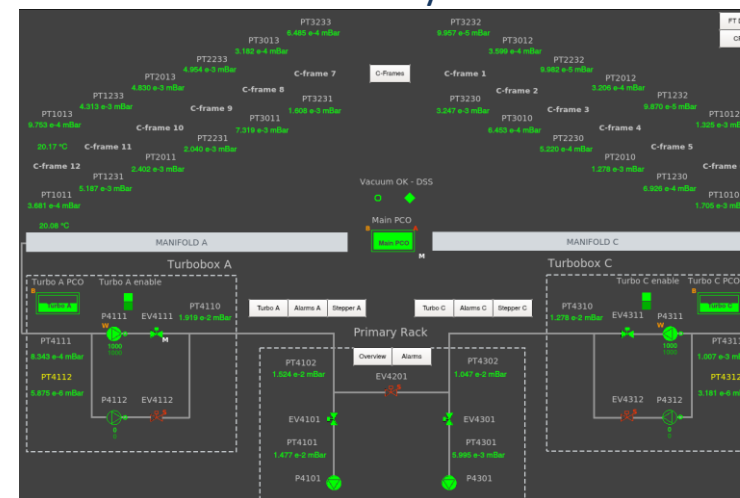 PT3233
6.485 e-4 mBar
PT3232
9.957 e-5 mBar
PT3013
3.182 e-4 mBar
PT3012
3.599 e-4 mBar
PT2233
4.954 e-3 mBar
PT2232
9.982 e-5 mBar
C-frame 7
C-Frames
C-frame 1
PT2013
4.830 e-3 mBar
PT2012
3.206 e-4 mBar
C-frame 8
C-frame 2
PT1233
4.313 e-3 mBar
PT3231
1.608 e-3 mBar
PT3230
3.247 e-3 mBar
PT1232
9.870 e-5 mBar
C-frame 9
C-frame 3
PT1013
9.753 e-4 mBar
PT3011
7.319 e-3 mBar
PT3010
6.453 e-4 mBar
PT1012
C-frame 10
C-frame 4
PT2231
2.040 e-3 mBar
PT2230
5.220 e-4 mBar
20.17 °C
C-frame 11
C-frame 5
PT2011
2.402 e-3 mBar
PT2010
1.278 e-3 mBar
C-frame 12
C-frame
PT1231
5.187 e-3 mBar
PT1230
6.926 e-4 mBar
Vacuum OK - DSS
PT1011
3.681 e-4 mBar
PT1010
20.08 °C
Main PCO
Main PCO
M
MANIFOLD A
MANIFOLD C
Turbobox A
Turbobox C
Turbo A PCO
Turbo A enable
Turbo C enable
Turbo C PCO
Turbo A
Turbo C
P4111
EV4111
PT4110
1.919 e-2 mBar
Turbo A
Alarms A
Stepper A
Turbo C
Alarms C
Stepper C
PT4310
1.278 e-2 mBar
EV4311
P4311
W
M
W
1000
1000
1000
1000
Primary Rack
PT4111
8.343 e-4 mBar
Overview
Alarms
PT4102
1.524 e-2 mBar
PT4302
1.047 e-2 mBar
PT4112
5.875 e-6 mBar
EV4201
P4112
EV4112
EV4312
P4312
EV4101
EV4301
0
0
0
0
PT4101
1.477 e-2 mBar
PT4301
5.995 e-3 mBar
P4101
P4301